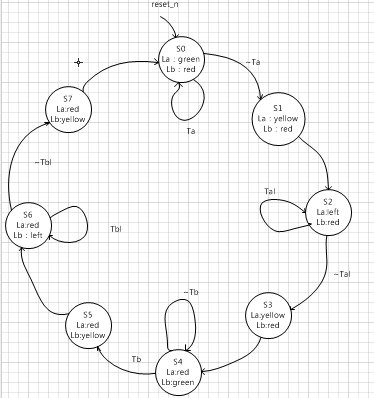 reset_n
S0
La : green
Lb : red
~Ta
Ta
S1
La : yellow
Lb : red
S2
La:left
Lb:red
Tal
~Tal
S3
La:yellow
Lb:red
~Tb
S4
La:red
Lb:green
Tb
S5
La:red
Lb:yellow
S6
La:red
Lb : left
Tbl
~Tbl
S7
La:red
Lb:yellow